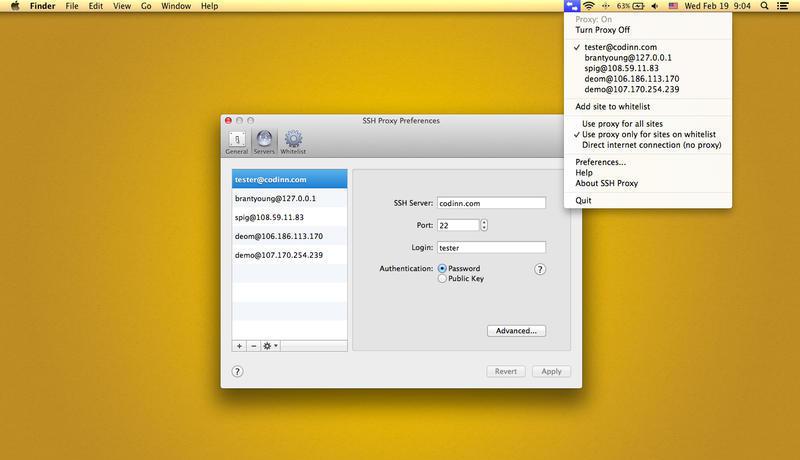 Finder File Edit View Go Window Help 63% Wed Feb 19 9:04
Proxy: On
Turn Proxy Off
✓ tester@codinn.com
brantyoung@127.0.0.1
spig@108.59.11.83
deom@106.186.113.170
demo@107.170.254.239
Add site to whitelist
Use proxy for all sites
✓ Use proxy only for sites on whitelist
Direct internet connection (no proxy)
Preferences...
Help
About SSH Proxy
Quit
SSH Proxy Preferences
General Servers Whitelist
tester@codinn.com
brantyoung@127.0.0.1
spig@108.59.11.83
deom@106.186.113.170
demo@107.170.254.239
+ −
SSH Server: codinn.com
Port: 22
Login: tester
Authentication: Password ?
Public Key
Advanced...
? Revert Apply